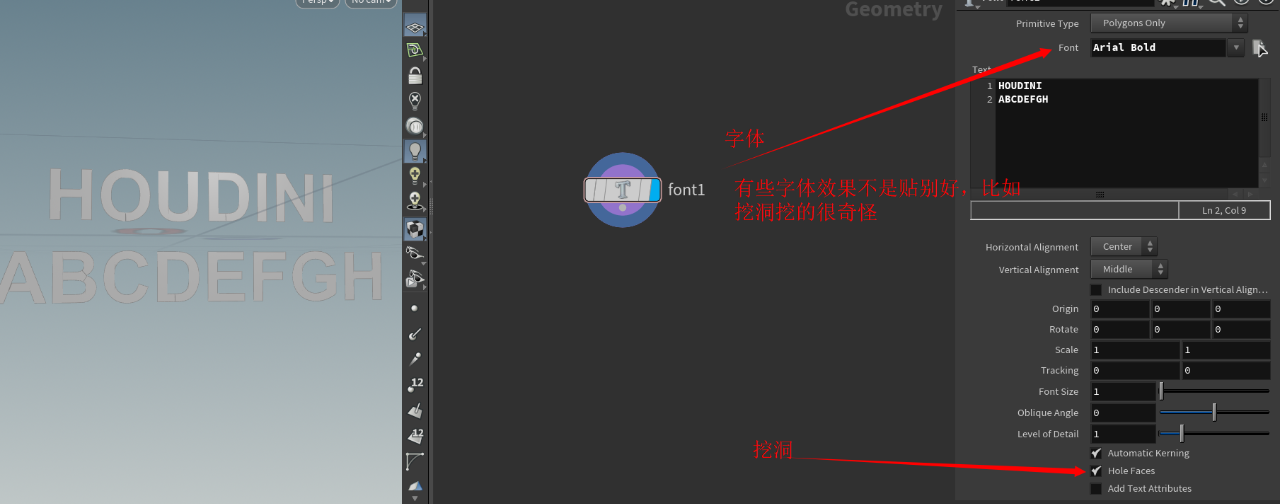 Persp
No cam
Geometry
Primitive Type
Polygons Only
Font
Arial Bold
Text
1 HOUDINI
2 ABCDEFGH
Ln 2, Col 9
Horizontal Alignment
Center
Vertical Alignment
Middle
Include Descender in Vertical Align...
Origin 0 0 0
Rotate 0 0 0
Scale 1 1
Tracking 0 0
Font Size 1
Oblique Angle 0
Level of Detail 1
Automatic Kerning
Hole Faces
Add Text Attributes
字体
有些字体效果不是贴别好，比如
挖洞挖的很奇怪
挖洞
font1
T
HOUDINI
ABCDEFGH
12
12